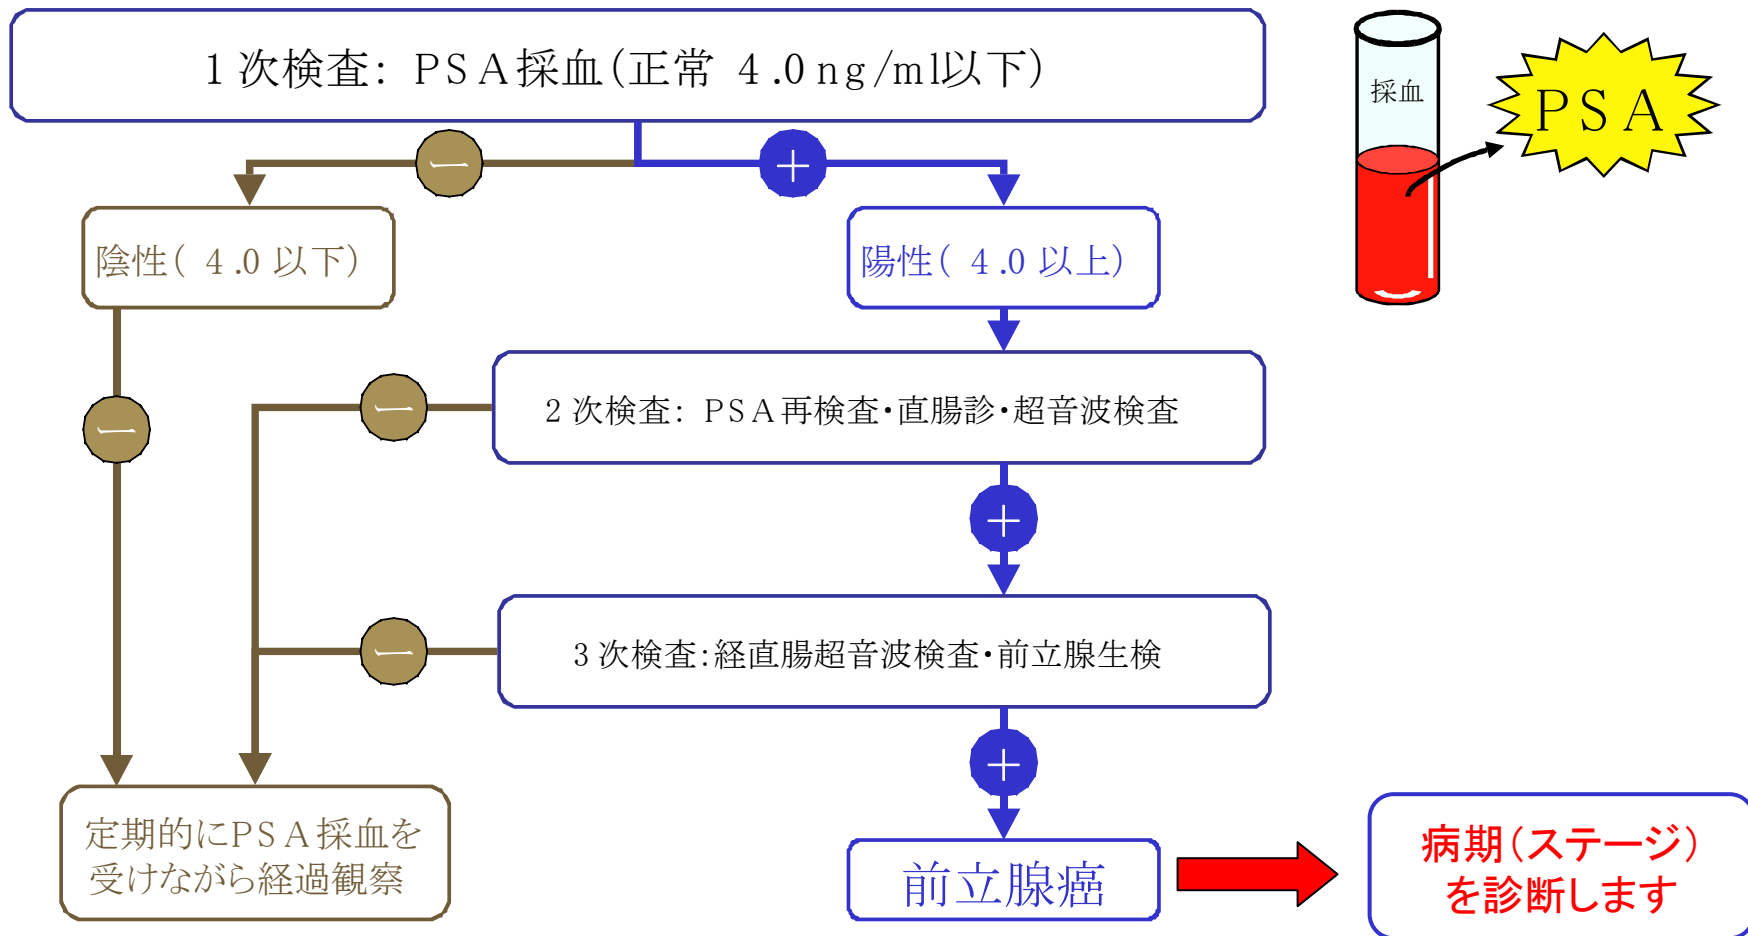 1次検査：PSA採血(正常 4.0ng/ml以下)
採血
PSA
－
＋
陰性(4.0以下)
陽性(4.0以上)
－
－
2次検査：PSA再検査・直腸診・超音波検査
＋
－
3次検査：経直腸超音波検査・前立腺生検
＋
定期的にPSA採血を
受けながら経過観察
前立腺癌
病期(ステージ)
を診断します